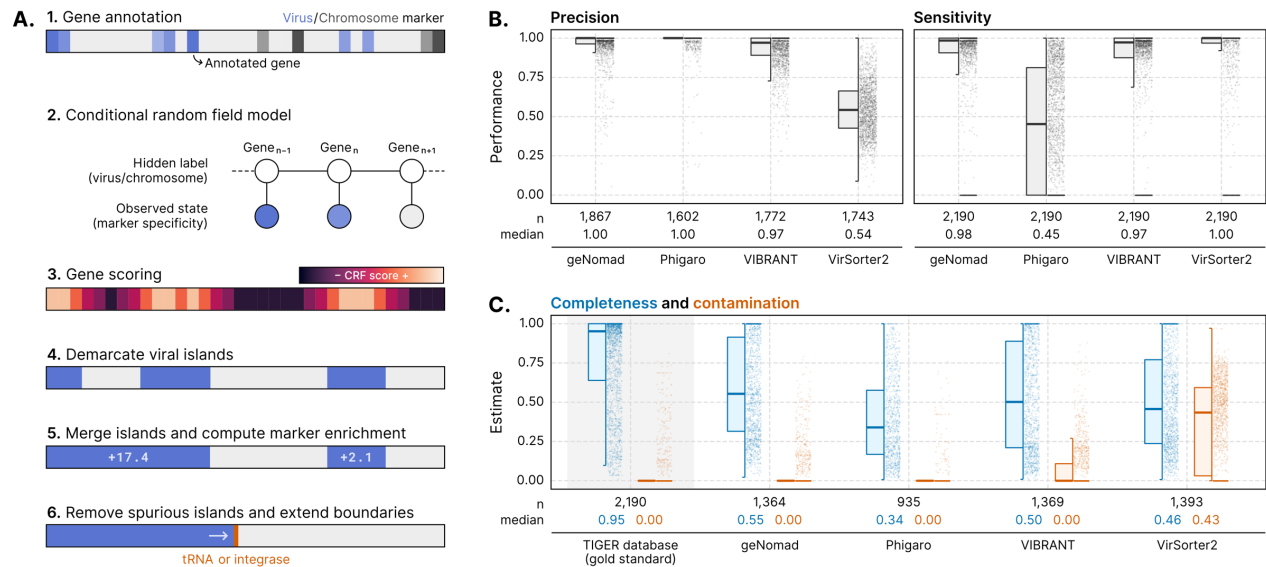 A.
1. Gene annotation
Virus/Chromosome marker
Annotated gene
2. Conditional random field model
Gene n−1
Gene n
Gene n+1
Hidden label
(virus/chromosome)
Observed state
(marker specificity)
3. Gene scoring
− CRF score +
4. Demarcate viral islands
5. Merge islands and compute marker enrichment
+17.4
+2.1
6. Remove spurious islands and extend boundaries
tRNA or integrase
B.
Precision
Sensitivity
Performance
1.00
0.75
0.50
0.25
0.00
n 1,867 1,602 1,772 1,743 2,190 2,190 2,190 2,190
median 1.00 1.00 0.97 0.54 0.98 0.45 0.97 1.00
geNomad Phigaro VIBRANT VirSorter2 geNomad Phigaro VIBRANT VirSorter2
C.
Completeness and contamination
Estimate
1.00
0.75
0.50
0.25
0.00
n 2,190 1,364 935 1,369 1,393
median 0.95 0.00 0.55 0.00 0.34 0.00 0.50 0.00 0.46 0.43
TIGER database geNomad Phigaro VIBRANT VirSorter2
(gold standard)